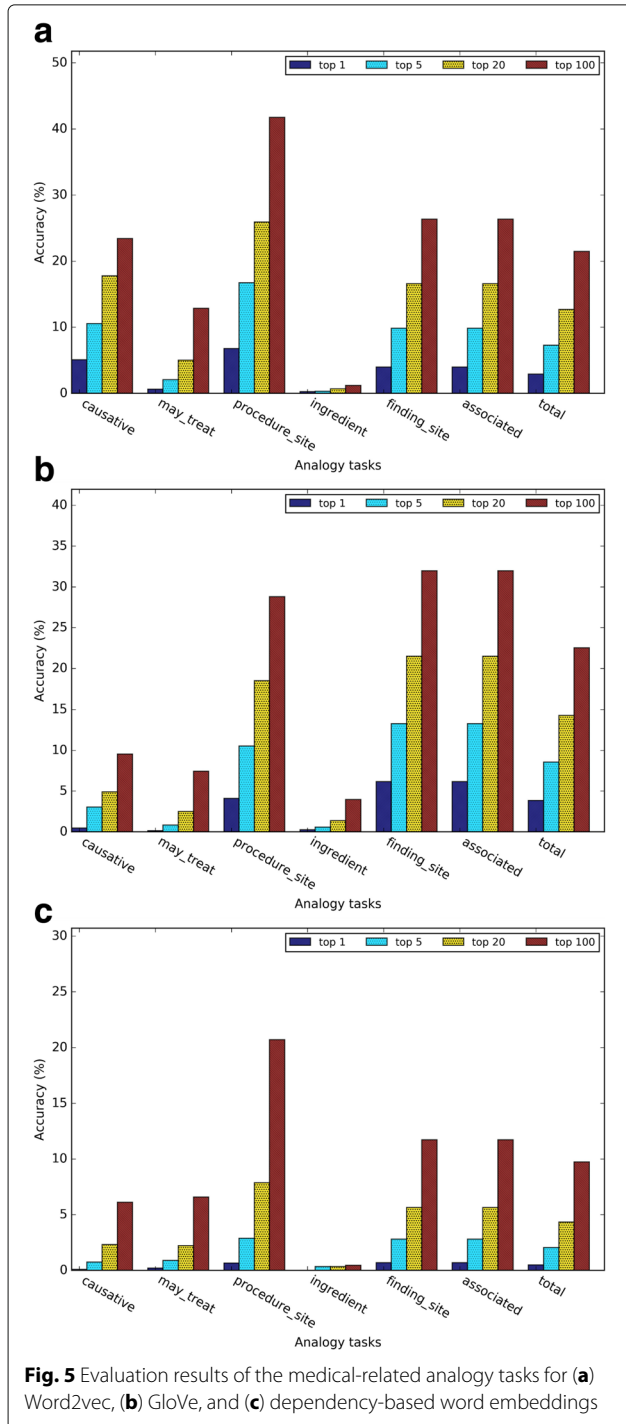 a
50
40
30
20
10
0
Accuracy (%)
top 1 top 5 top 20 top 100
causative may_treat procedure_site ingredient finding_site associated total
Analogy tasks
b
40
35
30
25
20
15
10
5
0
Accuracy (%)
top 1 top 5 top 20 top 100
causative may_treat procedure_site ingredient finding_site associated total
Analogy tasks
c
30
25
20
15
10
5
0
Accuracy (%)
top 1 top 5 top 20 top 100
causative may_treat procedure_site ingredient finding_site associated total
Analogy tasks
Fig. 5 Evaluation results of the medical-related analogy tasks for (a)
Word2vec, (b) GloVe, and (c) dependency-based word embeddings